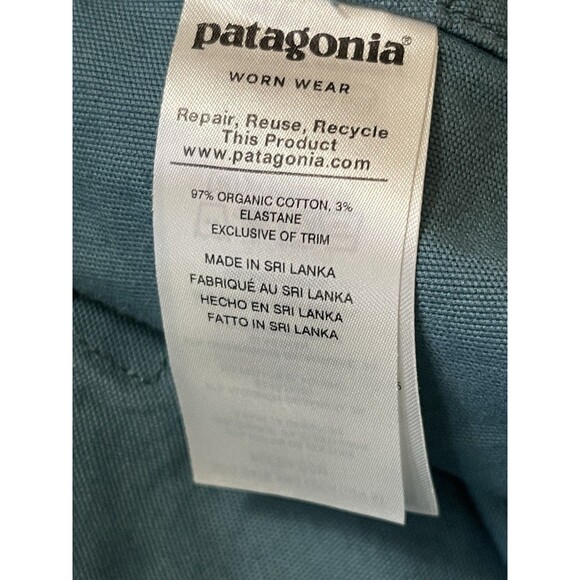 patagonia®
WORN WEAR
Repair, Reuse, Recycle
This Product
www.patagonia.com
97% ORGANIC COTTON, 3%
ELASTANE
EXCLUSIVE OF TRIM
MADE IN SRI LANKA
FABRIQUÉ AU SRI LANKA
HECHO EN SRI LANKA
FATTO IN SRI LANKA